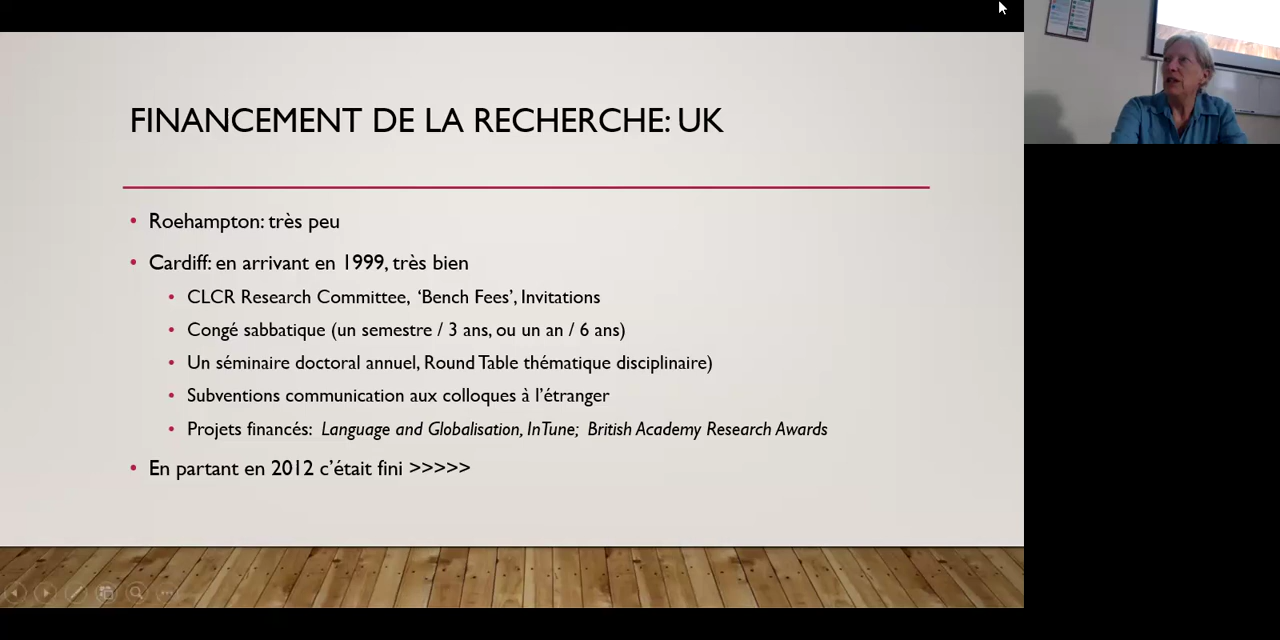 FINANCEMENT DE LA RECHERCHE: UK
• Roehampton: très peu
• Cardiff: en arrivant en 1999, très bien
• CLCR Research Committee, ‘Bench Fees’, Invitations
• Congé sabbatique (un semestre / 3 ans, ou un an / 6 ans)
• Un séminaire doctoral annuel, Round Table thématique disciplinaire)
• Subventions communication aux colloques à l’étranger
• Projets financés: Language and Globalisation, InTune; British Academy Research Awards
• En partant en 2012 c’était fini >>>>>